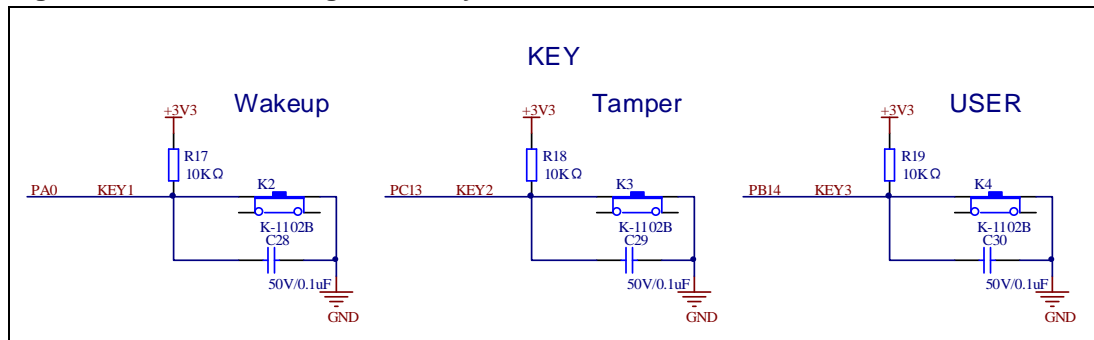 KEY
Wakeup
+3V3
R17
10KΩ
PA0
KEY1
K2
K-1102B
C28
50V/0.1uF
GND
Tamper
+3V3
R18
10KΩ
PC13
KEY2
K3
K-1102B
C29
50V/0.1uF
GND
USER
+3V3
R19
10KΩ
PB14
KEY3
K4
K-1102B
C30
50V/0.1uF
GND